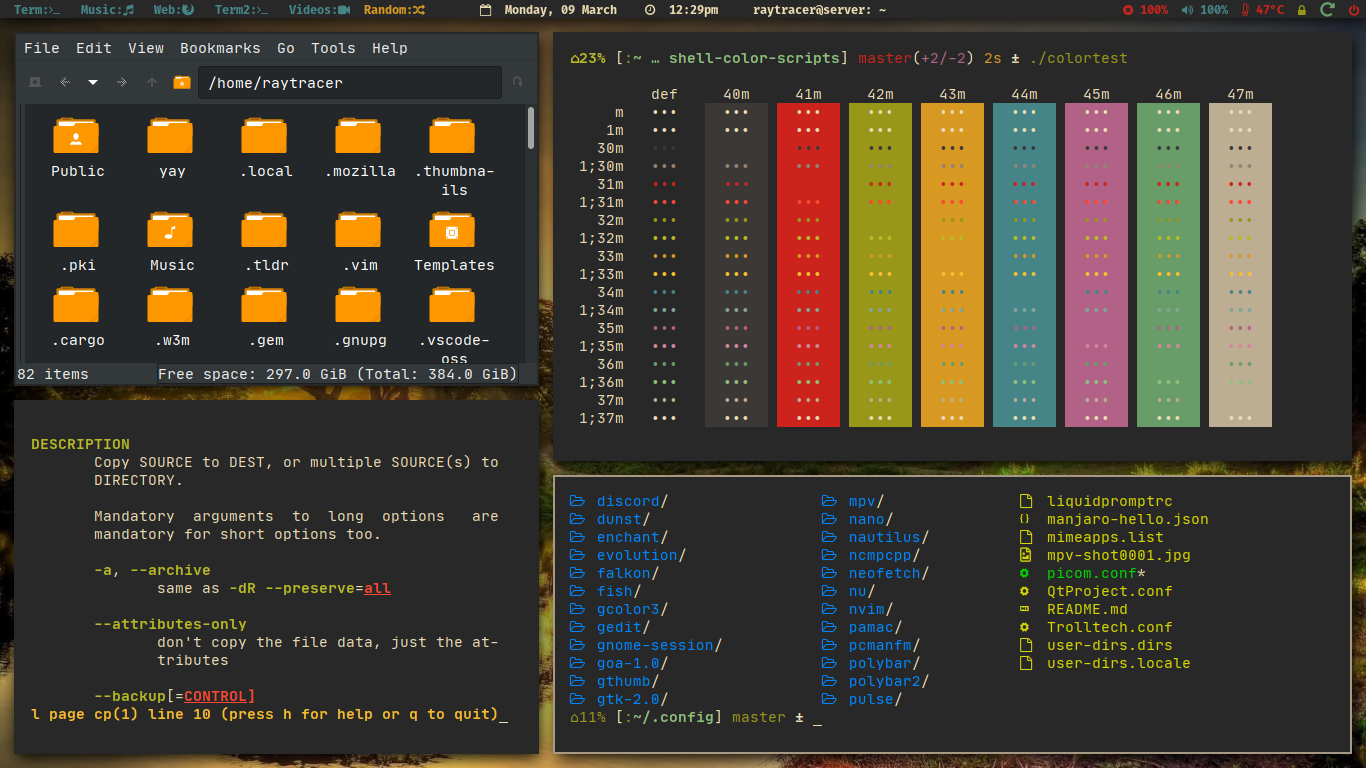 Term:>_ Music: Web: Term2:>_ Videos: Random: Monday, 09 March 12:29pm raytracer@server: ~ 100% 100% 47°C
File Edit View Bookmarks Go Tools Help
/home/raytracer
Public yay .local .mozilla .thumbna-
ils
.pki Music .tldr .vim Templates
.cargo .w3m .gem .gnupg .vscode-
oss
82 items Free space: 297.0 GiB (Total: 384.0 GiB)
DESCRIPTION
Copy SOURCE to DEST, or multiple SOURCE(s) to
DIRECTORY.
Mandatory arguments to long options are
mandatory for short options too.
-a, --archive
same as -dR --preserve=all
--attributes-only
don't copy the file data, just the at-
tributes
--backup[=CONTROL]
l page cp(1) line 10 (press h for help or q to quit)_
⌂23% [:~ … shell-color-scripts] master(+2/-2) 2s ± ./colortest
def 40m 41m 42m 43m 44m 45m 46m 47m
m ••• ••• ••• ••• ••• ••• ••• ••• •••
1m ••• ••• ••• ••• ••• ••• ••• ••• •••
30m ••• ••• ••• ••• ••• ••• ••• •••
1;30m ••• ••• ••• ••• ••• ••• ••• ••• •••
31m ••• ••• ••• ••• ••• ••• ••• •••
1;31m ••• ••• ••• ••• ••• ••• ••• ••• •••
32m ••• ••• ••• ••• ••• ••• ••• •••
1;32m ••• ••• ••• ••• ••• ••• ••• ••• •••
33m ••• ••• ••• ••• ••• ••• ••• •••
1;33m ••• ••• ••• ••• ••• ••• ••• ••• •••
34m ••• ••• ••• ••• ••• ••• ••• •••
1;34m ••• ••• ••• ••• ••• ••• ••• ••• •••
35m ••• ••• ••• ••• ••• ••• ••• •••
1;35m ••• ••• ••• ••• ••• ••• ••• ••• •••
36m ••• ••• ••• ••• ••• ••• ••• •••
1;36m ••• ••• ••• ••• ••• ••• ••• ••• •••
37m ••• ••• ••• ••• ••• ••• ••• •••
1;37m ••• ••• ••• ••• ••• ••• ••• ••• •••
discord/ mpv/ liquidpromptrc
dunst/ nano/ manjaro-hello.json
enchant/ nautilus/ mimeapps.list
evolution/ ncmpcpp/ mpv-shot0001.jpg
falkon/ neofetch/ picom.conf*
fish/ nu/ QtProject.conf
gcolor3/ nvim/ README.md
gedit/ pamac/ Trolltech.conf
gnome-session/ pcmanfm/ user-dirs.dirs
goa-1.0/ polybar/ user-dirs.locale
gthumb/ polybar2/
gtk-2.0/ pulse/
⌂11% [:~/.config] master ± _